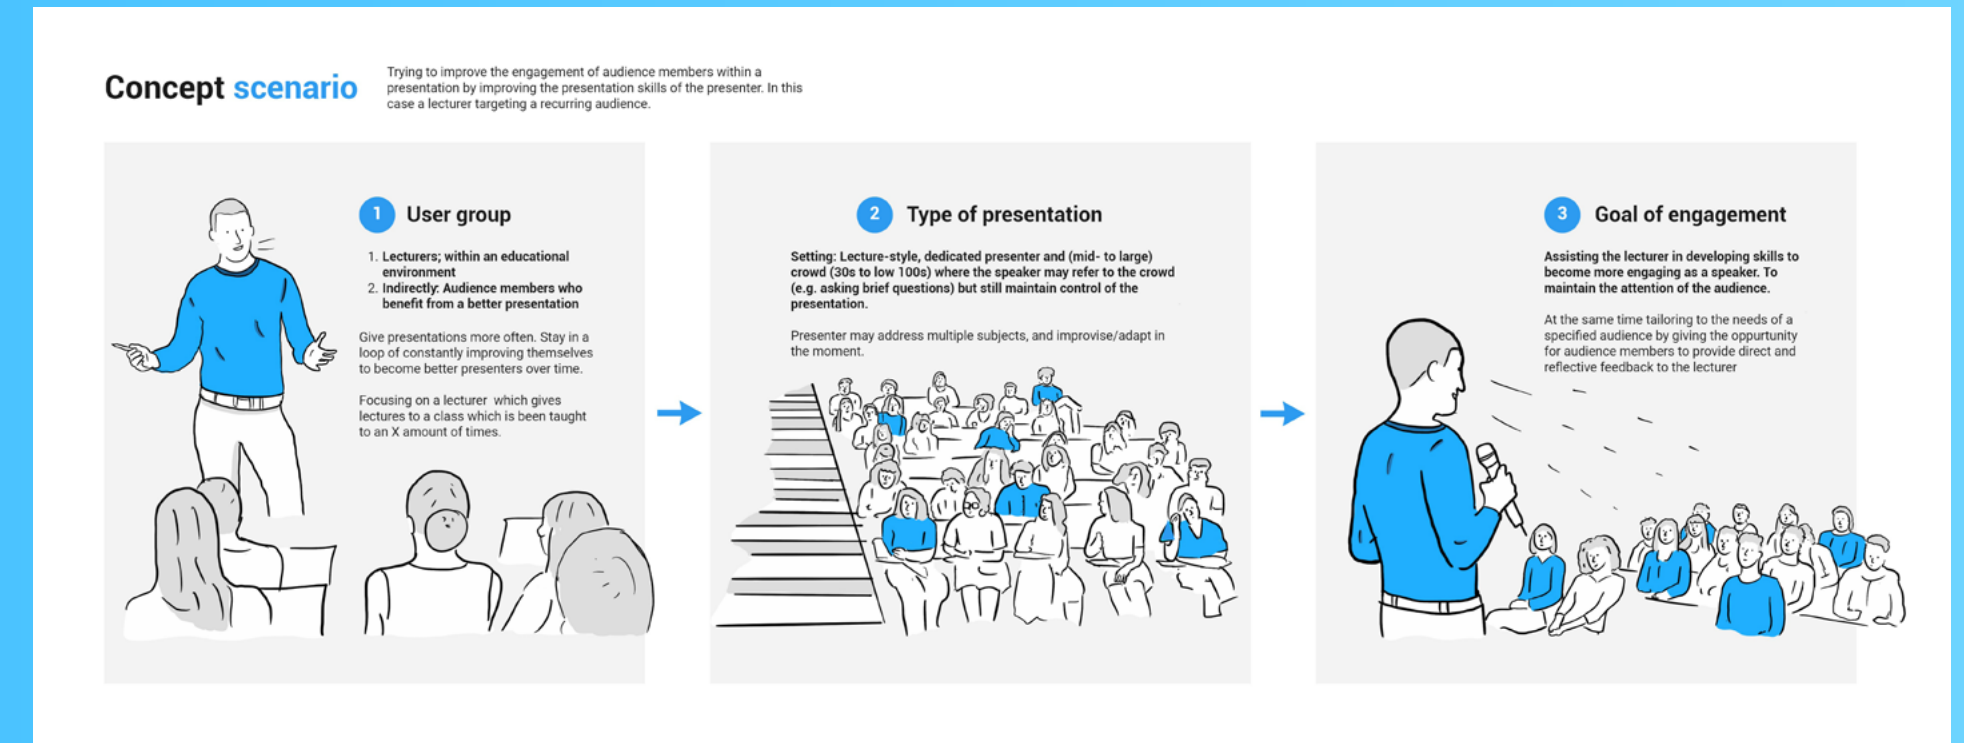 Concept scenario
Trying to improve the engagement of audience members within a
presentation by improving the presentation skills of the presenter. In this
case a lecturer targeting a recurring audience.
1 User group
1. Lecturers; within an educational
environment
2. Indirectly: Audience members who
benefit from a better presentation
Give presentations more often. Stay in a
loop of constantly improving themselves
to become better presenters over time.
Focusing on a lecturer which gives
lectures to a class which is been taught
to an X amount of times.
2 Type of presentation
Setting: Lecture-style, dedicated presenter and (mid- to large)
crowd (30s to low 100s) where the speaker may refer to the crowd
(e.g. asking brief questions) but still maintain control of the
presentation.
Presenter may address multiple subjects, and improvise/adapt in
the moment.
3 Goal of engagement
Assisting the lecturer in developing skills to
become more engaging as a speaker. To
maintain the attention of the audience.
At the same time tailoring to the needs of a
specified audience by giving the oppurtunity
for audience members to provide direct and
reflective feedback to the lecturer